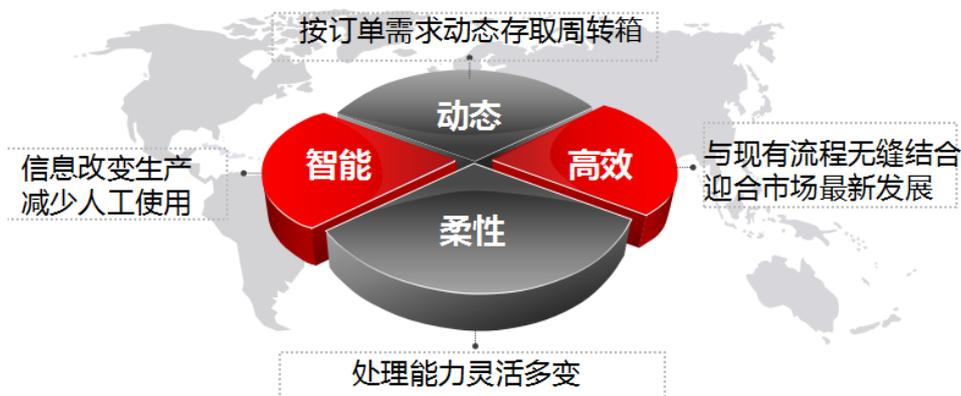 按订单需求动态存取周转箱
动态
智能
高效
信息改变生产
减少人工使用
与现有流程无缝结合
迎合市场最新发展
柔性
处理能力灵活多变